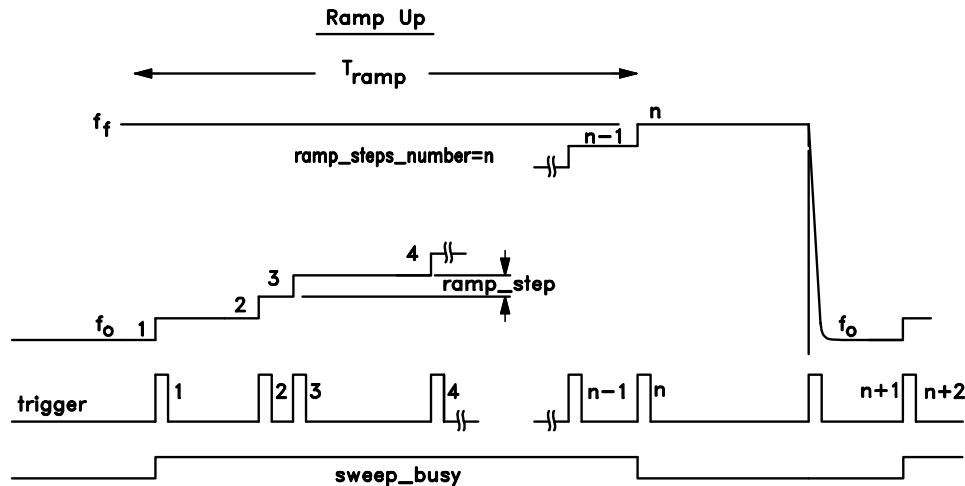 Ramp Up
Tramp
ff
n
n-1
ramp_steps_number=n
4
3
ramp_step
2
fo 1
fo
trigger 1 2 3 4 n-1 n n+1 n+2
sweep_busy